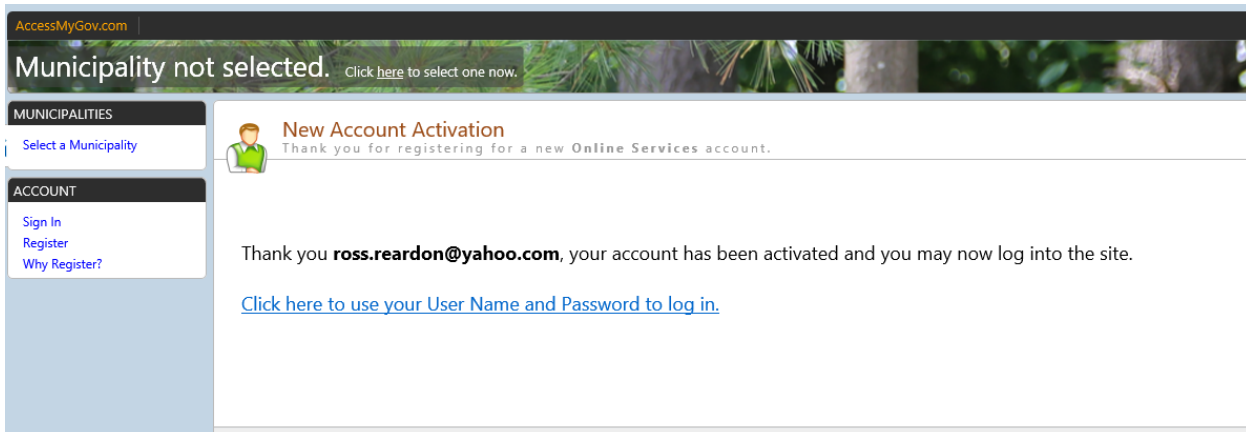 AccessMyGov.com
Municipality not selected. Click here to select one now.
MUNICIPALITIES
Select a Municipality
ACCOUNT
Sign In
Register
Why Register?
New Account Activation
Thank you for registering for a new Online Services account.
Thank you ross.reardon@yahoo.com, your account has been activated and you may now log into the site.
Click here to use your User Name and Password to log in.